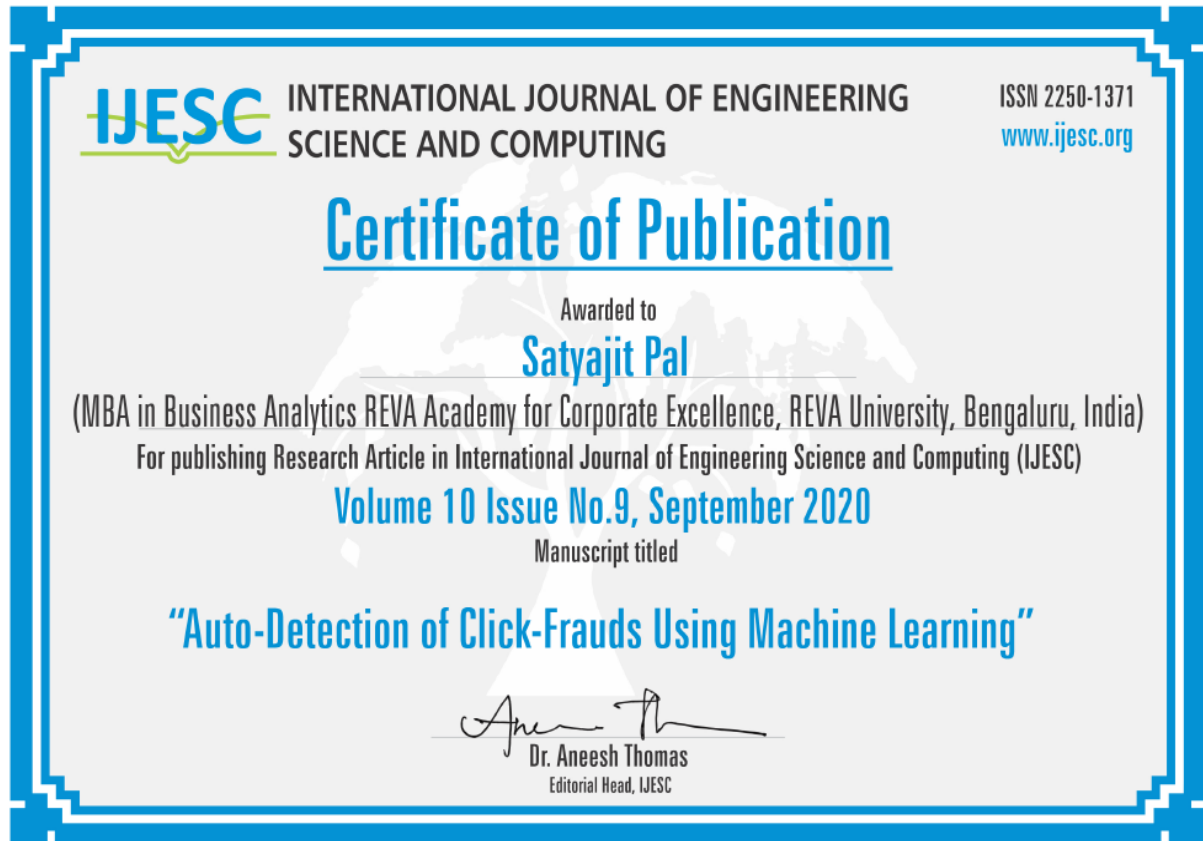 IJESC
INTERNATIONAL JOURNAL OF ENGINEERING
SCIENCE AND COMPUTING
ISSN 2250-1371
www.ijesc.org
Certificate of Publication
Awarded to
Satyajit Pal
(MBA in Business Analytics REVA Academy for Corporate Excellence, REVA University, Bengaluru, India)
For publishing Research Article in International Journal of Engineering Science and Computing (IJESC)
Volume 10 Issue No.9, September 2020
Manuscript titled
“Auto-Detection of Click-Frauds Using Machine Learning”
Dr. Aneesh Thomas
Editorial Head, IJESC